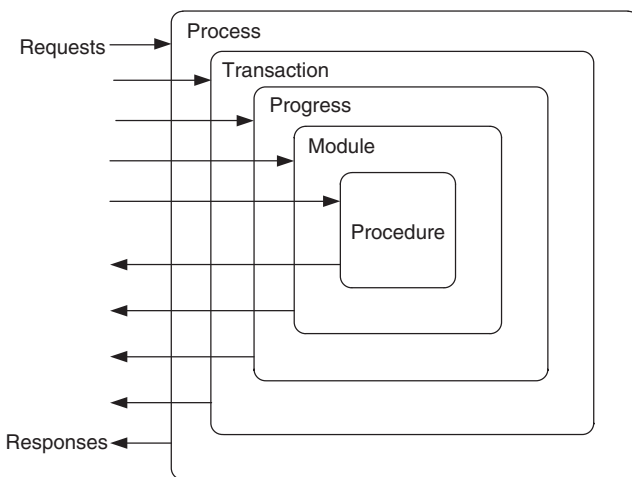 Process
Requests
Transaction
Progress
Module
Procedure
Responses